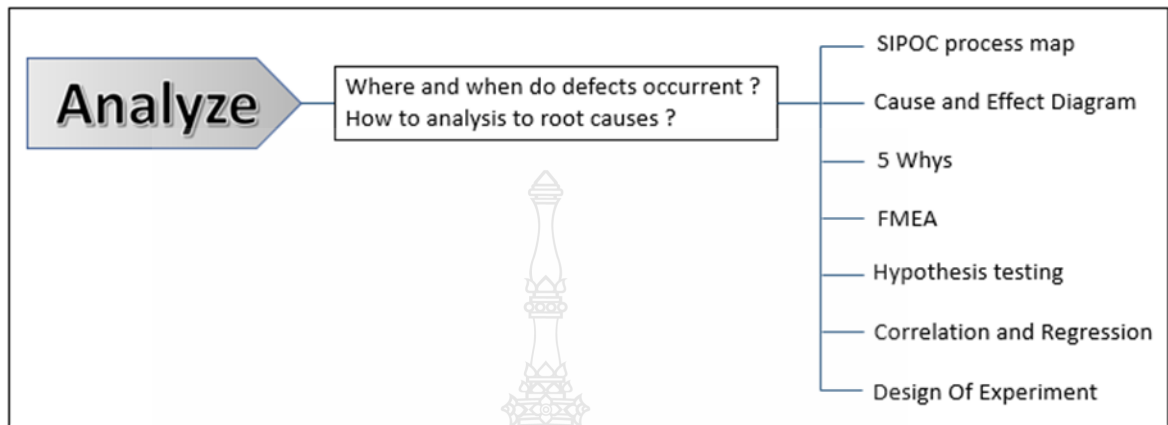 Analyze
Where and when do defects occurrent ?
How to analysis to root causes ?
SIPOC process map
Cause and Effect Diagram
5 Whys
FMEA
Hypothesis testing
Correlation and Regression
Design Of Experiment